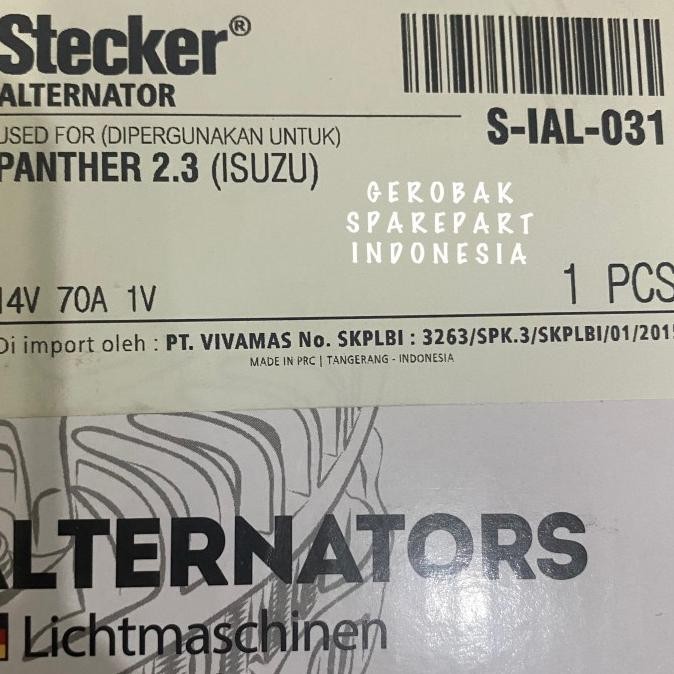 Stecker®
ALTERNATOR
S-IAL-031
USED FOR (DIPERGUNAKAN UNTUK)
PANTHER 2.3 (ISUZU)
GEROBAK
SPAREPART
INDONESIA
14V 70A 1V
1 PCS
Di import oleh : PT. VIVAMAS No. SKPLBI : 3263/SPK.3/SKPLBI/01/2015
MADE IN PRC | TANGERANG - INDONESIA
ALTERNATORS
Lichtmaschinen